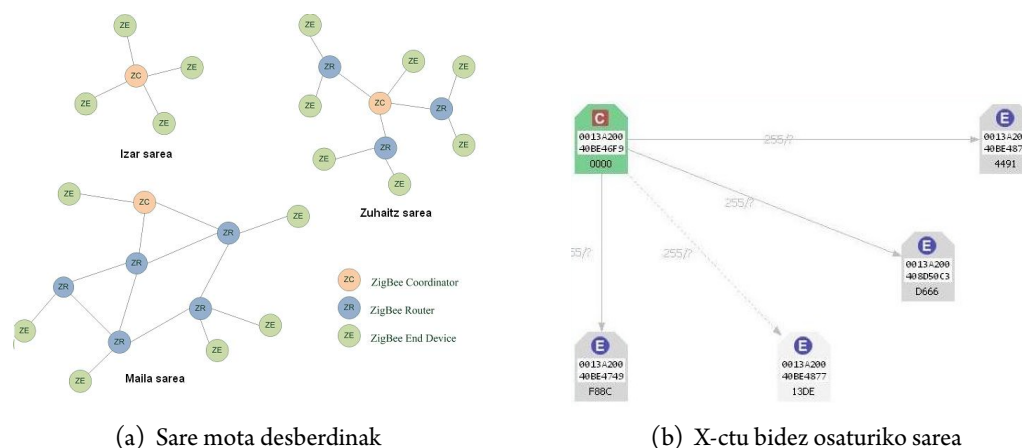 ZE
ZE
ZC
ZE
ZE
Izar sarea
ZE
ZR
ZE
ZE
ZE
ZC
ZR
ZR
ZE
ZE
ZE
Zuhaitz sarea
ZE
ZC
ZE
ZR
ZR
ZR
ZR
ZE
ZE
ZE
ZR
ZE
Maila sarea
ZC ZigBee Coordinator
ZR ZigBee Router
ZE ZigBee End Device
(a) Sare mota desberdinak
C
0013A200
40BE46F9
0000
255/?
E
0013A20
40BE487
4491
255/?
E
0013A200
408D50C3
D666
55/?
255/?
E
0013A200
40BE4749
F88C
E
0013A200
40BE4877
13DE
(b) X-ctu bidez osaturiko sarea